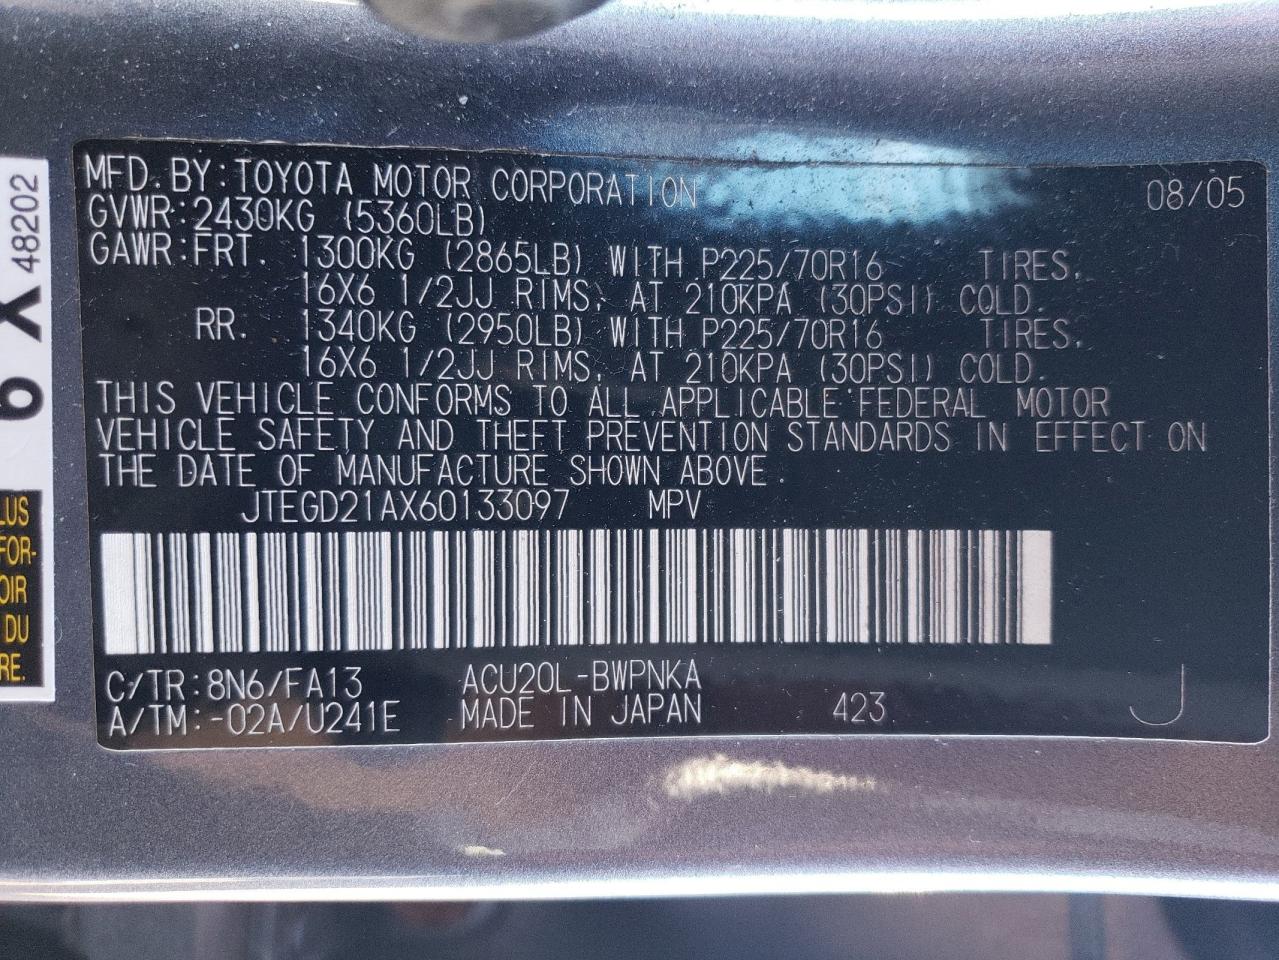 MFD. BY: TOYOTA MOTOR CORPORATION 08/05
GVWR: 2430KG (5360LB)
GAWR: FRT. 1300KG (2865LB) WITH P225/70R16 TIRES,
16X6 1/2JJ RIMS, AT 210KPA (30PSI) COLD.
RR. 1340KG (2950LB) WITH P225/70R16 TIRES,
16X6 1/2JJ RIMS, AT 210KPA (30PSI) COLD.
THIS VEHICLE CONFORMS TO ALL APPLICABLE FEDERAL MOTOR
VEHICLE SAFETY AND THEFT PREVENTION STANDARDS IN EFFECT ON
THE DATE OF MANUFACTURE SHOWN ABOVE.
JTEGD21AX60133097 MPV
C/TR: 8N6/FA13 ACU20L-BWPNKA
A/TM: -02A/U241E MADE IN JAPAN 423 J
6 X 48202
LUS
FOR-
OIR
DU
RE.